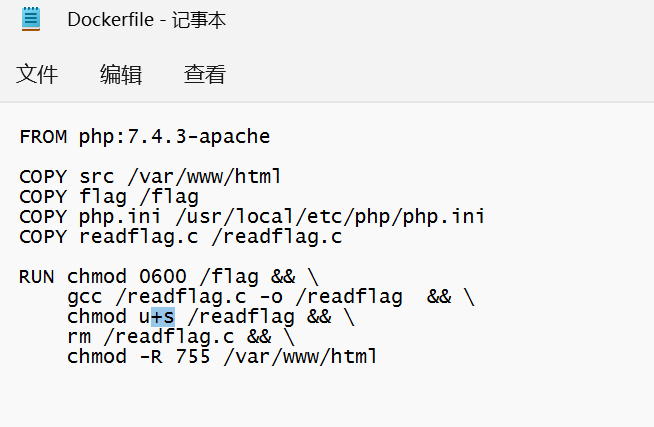 Dockerfile - 记事本
文件 编辑 查看
FROM php:7.4.3-apache
COPY src /var/www/html
COPY flag /flag
COPY php.ini /usr/local/etc/php/php.ini
COPY readflag.c /readflag.c
RUN chmod 0600 /flag && \
    gcc /readflag.c -o /readflag  && \
    chmod u+s /readflag && \
    rm /readflag.c && \
    chmod -R 755 /var/www/html